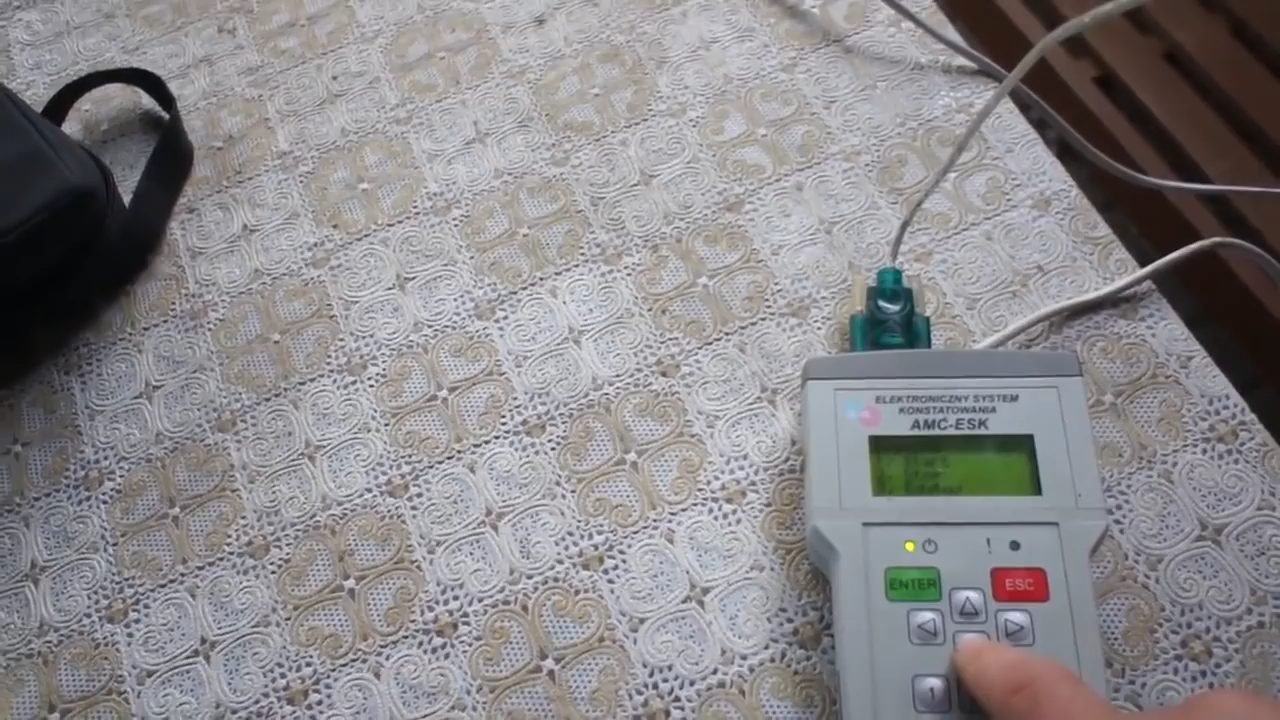 ELEKTRONICZNY SYSTEM
KONSTATOWANIA
AMC-ESK
!
ENTER
ESC
1